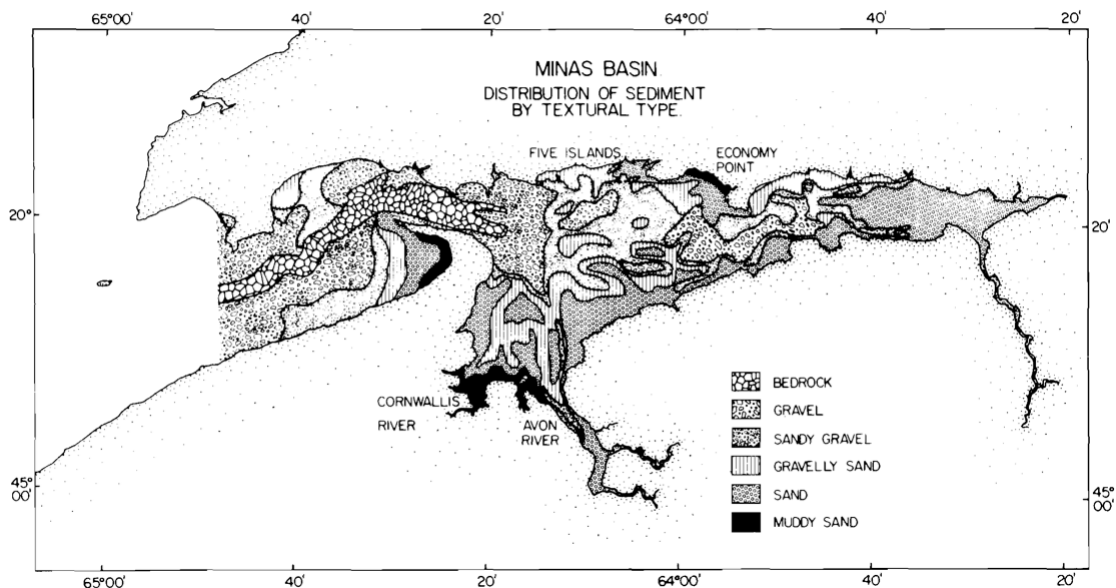 65°00'
40'
20'
64°00'
40'
20'
MINAS BASIN.
DISTRIBUTION OF SEDIMENT
BY TEXTURAL TYPE.
FIVE ISLANDS
ECONOMY
POINT
20°
20'
CORNWALLIS
RIVER
AVON
RIVER
BEDROCK
GRAVEL
SANDY GRAVEL
GRAVELLY SAND
SAND
MUDDY SAND
45°
00'
45°
00'
65°00'
40'
20'
64°00'
40'
20'